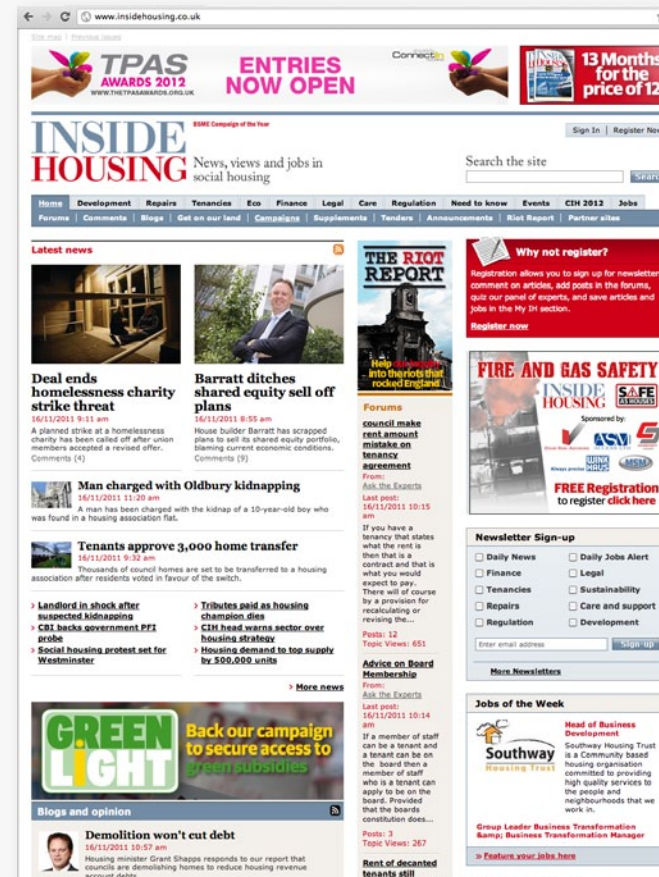 www.insidehousing.co.uk
Site map | Previous issues
TPAS
AWARDS 2012
WWW.THETPASAWARDS.ORG.UK
ENTRIES
NOW OPEN
Connect
13 Months
for the
price of 12
INSIDE
HOUSING
BSME Campaign of the Year
News, views and jobs in
social housing
Sign In | Register Now
Search the site
Search
Home Development Repairs Tenancies Eco Finance Legal Care Regulation Need to know Events CIH 2012 Jobs
Forums | Comments | Blogs | Get on our land | Campaigns | Supplements | Tenders | Announcements | Riot Report | Partner sites
Latest news
Deal ends
homelessness charity
strike threat
16/11/2011 9:11 am
A planned strike at a homelessness
charity has been called off after union
members accepted a revised offer.
Comments (4)
Barratt ditches
shared equity sell off
plans
16/11/2011 8:55 am
House builder Barratt has scrapped
plans to sell its shared equity portfolio,
blaming current economic conditions.
Comments (9)
Man charged with Oldbury kidnapping
16/11/2011 11:20 am
A man has been charged with the kidnap of a 10-year-old boy who
was found in a housing association flat.
Tenants approve 3,000 home transfer
16/11/2011 9:32 am
Thousands of council homes are set to be transferred to a housing
association after residents voted in favour of the switch.
Landlord in shock after
suspected kidnapping
CBI backs government PFI
probe
Social housing protest set for
Westminster
Tributes paid as housing
champion dies
CIH head warns sector over
housing strategy
Housing demand to top supply
by 500,000 units
More news
GREEN
LIGHT
Back our campaign
to secure access to
green subsidies
Blogs and opinion
Demolition won't cut debt
16/11/2011 10:57 am
Housing minister Grant Shapps responds to our report that
councils are demolishing homes to reduce housing revenue
account debts
THE RIOT
REPORT
Help
into the riots that
rocked England
Forums
council make
rent amount
mistake on
tenancy
agreement
From:
Ask the Experts
Last post:
16/11/2011 10:15
am
If you have a
tenancy that states
what the rent is
then that is a
contract and that is
what you would
expect to pay.
There will of course
by a provision for
recalculating or
revising the...
Posts: 12
Topic Views: 651
Advice on Board
Membership
From:
Ask the Experts
Last post:
16/11/2011 10:14
am
If a member of staff
can be a tenant and
a tenant can be on
the board then a
member of staff
who is a tenant can
apply to be on the
board. Provided
that the boards
constitution does...
Posts: 3
Topic Views: 267
Rent of decanted
tenants still
Why not register?
Registration allows you to sign up for newsletter
comment on articles, add posts in the forums,
quiz our panel of experts, and save articles and
jobs in the My IH section.
Register now
FIRE AND GAS SAFETY
INSIDE
HOUSING
SAFE
AS HOUSES
Sponsored by:
ASM
WINK
HAUS
MSM
FREE Registration
to register click here
Newsletter Sign-up
Daily News Daily Jobs Alert
Finance Legal
Tenancies Sustainability
Repairs Care and support
Regulation Development
Enter email address Sign-up
More Newsletters
Jobs of the Week
Southway
Housing Trust
Head of Business
Development
Southway Housing Trust
is a Community based
housing organisation
committed to providing
high quality services to
the people and
neighbourhoods that we
work in.
Group Leader Business Transformation
&amp; Business Transformation Manager
Feature your jobs here